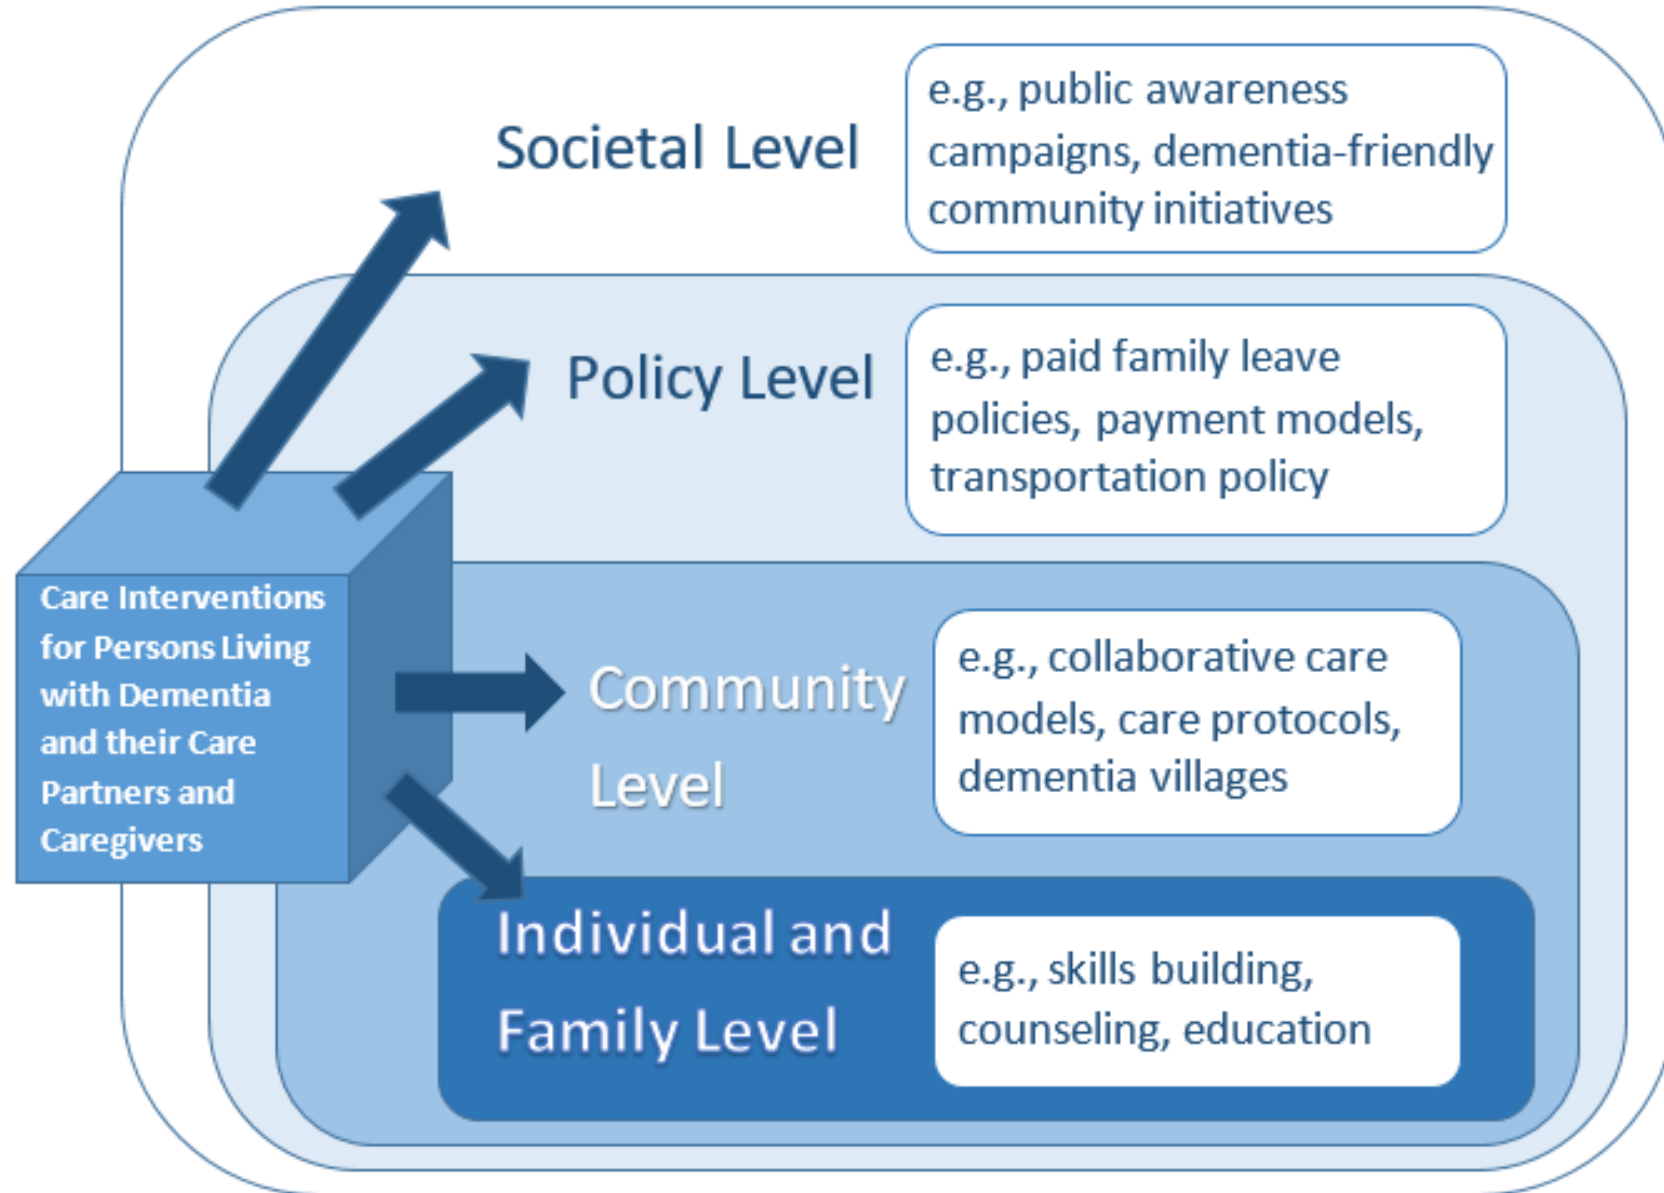 Societal Level
e.g., public awareness
campaigns, dementia-friendly
community initiatives
Policy Level
e.g., paid family leave
policies, payment models,
transportation policy
Care Interventions
for Persons Living
with Dementia
and their Care
Partners and
Caregivers
Community
Level
e.g., collaborative care
models, care protocols,
dementia villages
Individual and
Family Level
e.g., skills building,
counseling, education